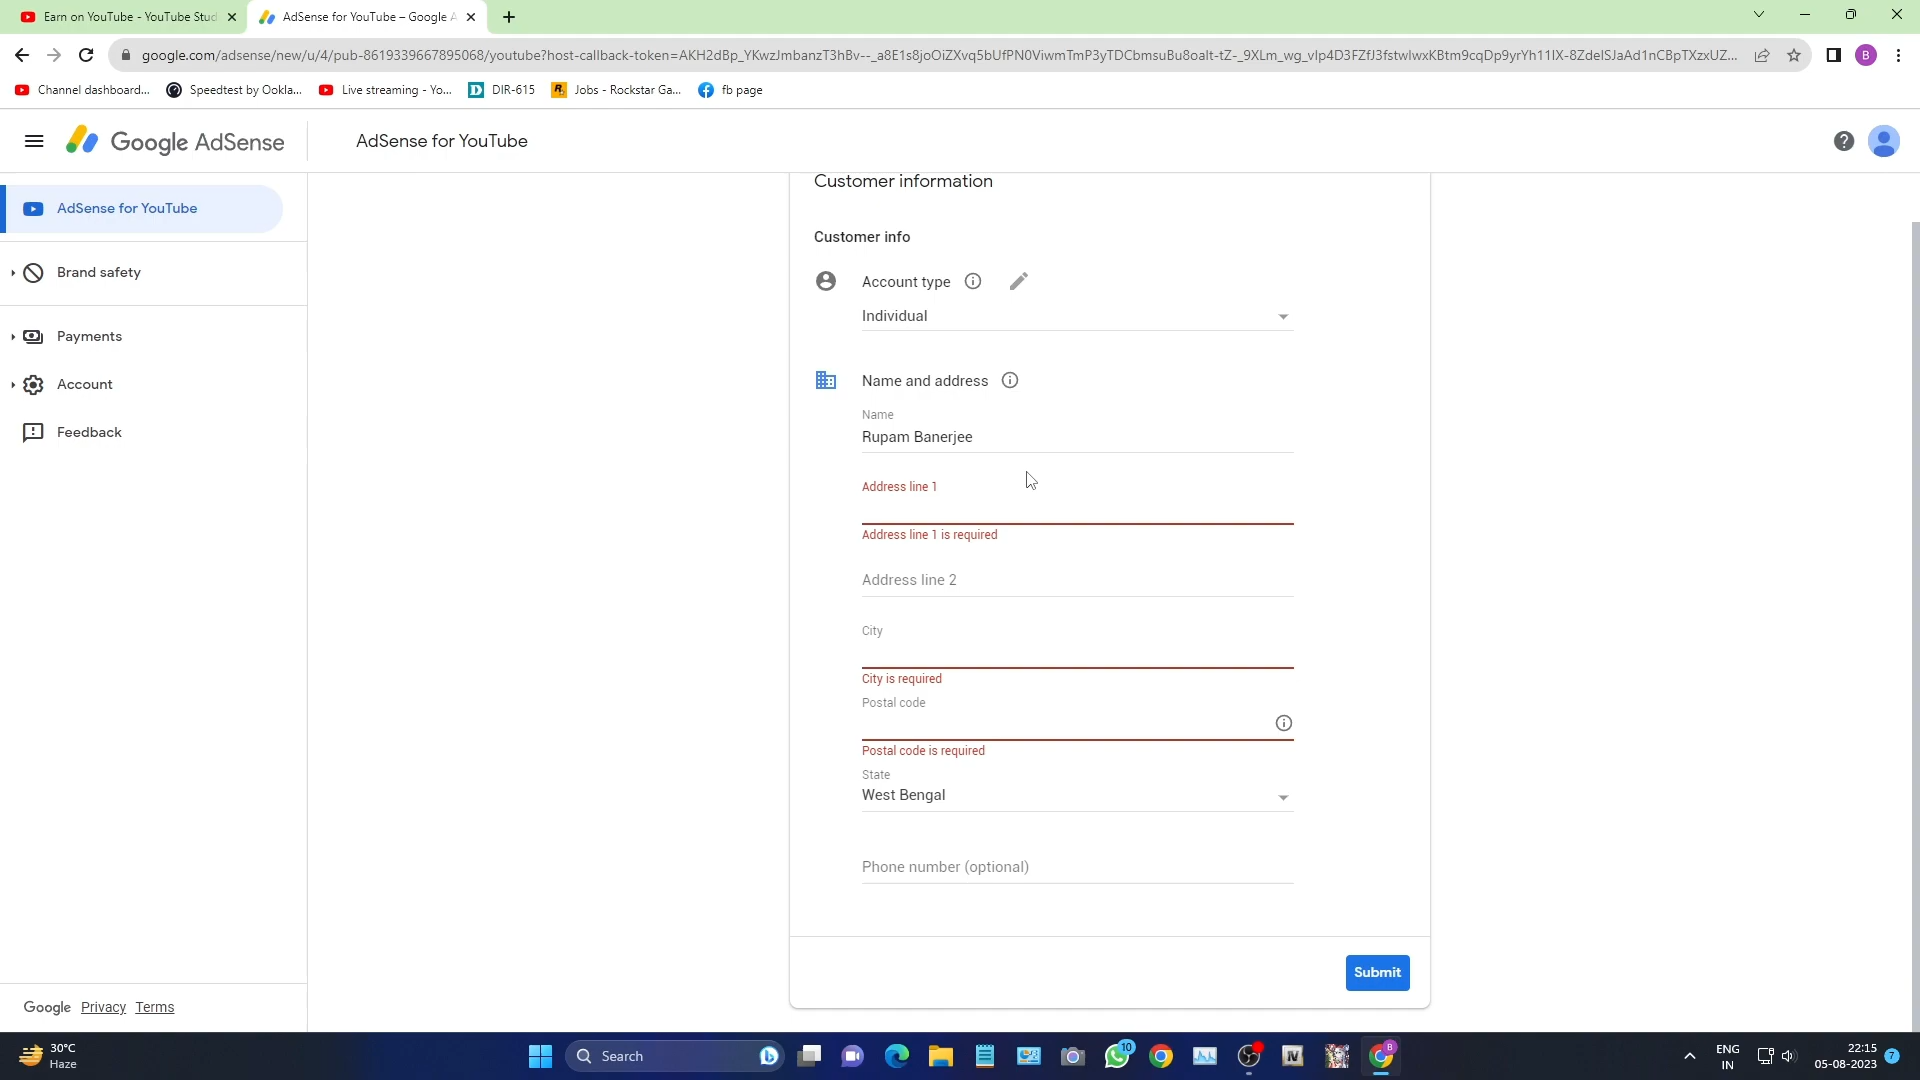 Earn on YouTube - YouTube Stud
AdSense for YouTube – Google A
google.com/adsense/new/u/4/pub-8619339667895068/youtube?host-callback-token=
Channel dashboard...
Speedtest by Ookla...
Live streaming - Yo...
DIR-615
Jobs - Rockstar Ga...
fb page
B
Google AdSense
AdSense for YouTube
AdSense for YouTube
Brand safety
Payments
Account
Feedback
Customer information
Customer info
Account type
Individual
Name and address
Name
Rupam Banerjee
Address line 1
Address line 1 is required
Address line 2
City
City is required
Postal code
Postal code is required
State
West Bengal
Phone number (optional)
Submit
Google Privacy Terms
30°C
Haze
Search
10
IV
B
ENG
IN
22:15
05-08-2023
7